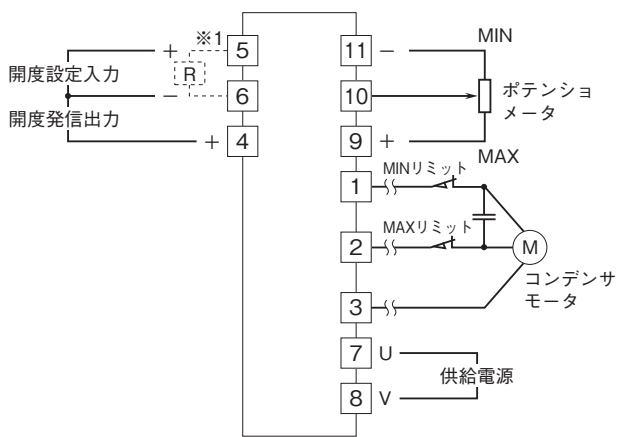 ※1
+ 5
R
開度設定入力
− 6
開度発信出力
+ 4
11 − MIN
10
ポテンショ
メータ
9 +
MAX
MINリミット
1
MAXリミット
2
M
コンデンサ
モータ
3
7 U
供給電源
8 V